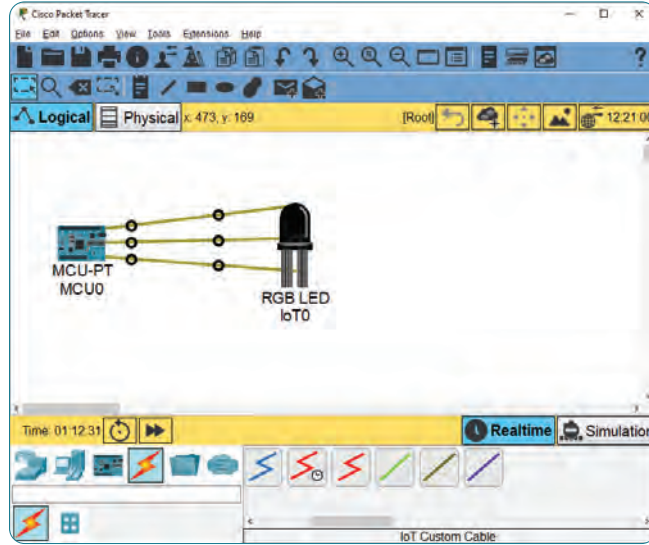 Cisco Packet Tracer
File Edit Options View Tools Extensions Help
Logical Physical x: 473, y: 169 [Root] 12:21:00
MCU-PT
MCU0
RGB LED
IoT0
Time: 01:12:31 Realtime Simulation
IoT Custom Cable